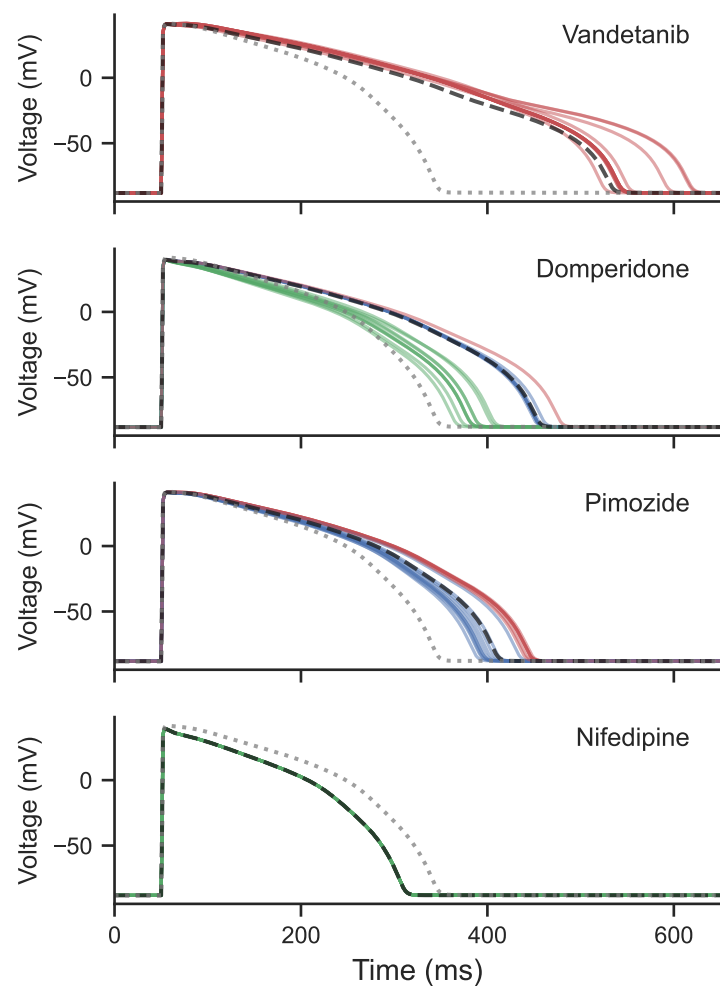 Vandetanib
Voltage (mV)
0
−50
Domperidone
Voltage (mV)
0
−50
Pimozide
Voltage (mV)
0
−50
Nifedipine
Voltage (mV)
0
−50
0 200 400 600
Time (ms)